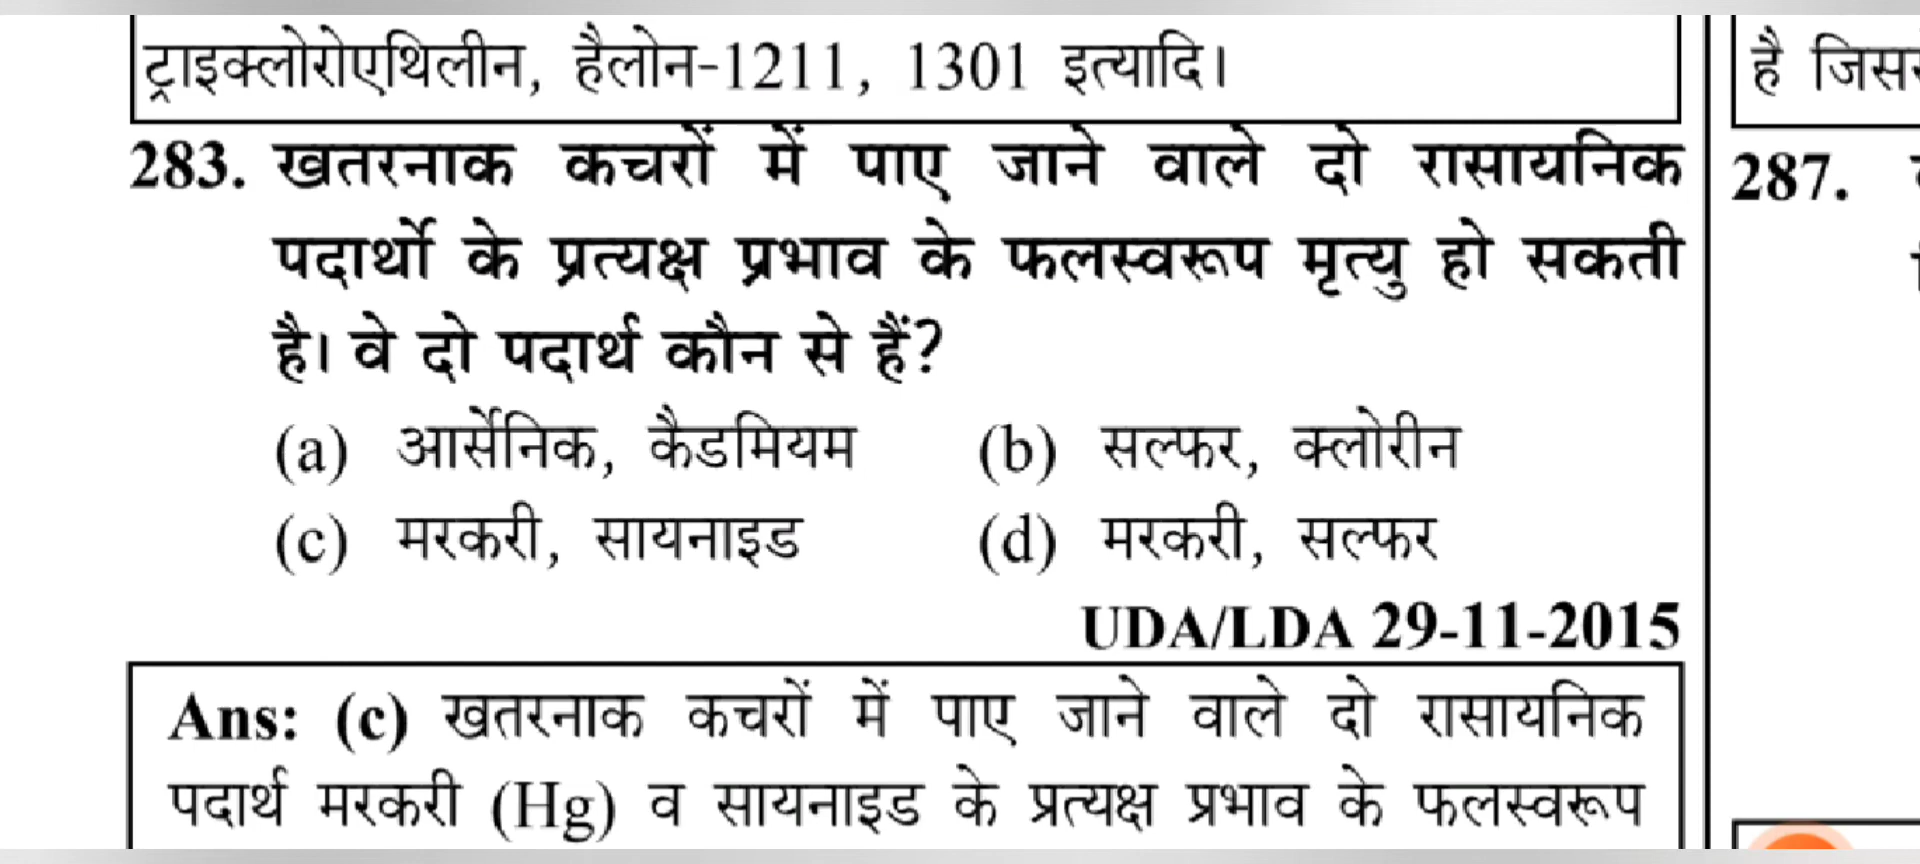 ट्राइक्लोरोएथिलीन, हैलोन-1211, 1301 इत्यादि।
283. खतरनाक कचरों में पाए जाने वाले दो रासायनिक
पदार्थो के प्रत्यक्ष प्रभाव के फलस्वरूप मृत्यु हो सकती
है। वे दो पदार्थ कौन से हैं?
(a) आर्सेनिक, कैडमियम (b) सल्फर, क्लोरीन
(c) मरकरी, सायनाइड (d) मरकरी, सल्फर
UDA/LDA 29-11-2015
Ans: (c) खतरनाक कचरों में पाए जाने वाले दो रासायनिक
पदार्थ मरकरी (Hg) व सायनाइड के प्रत्यक्ष प्रभाव के फलस्वरूप
है
287.